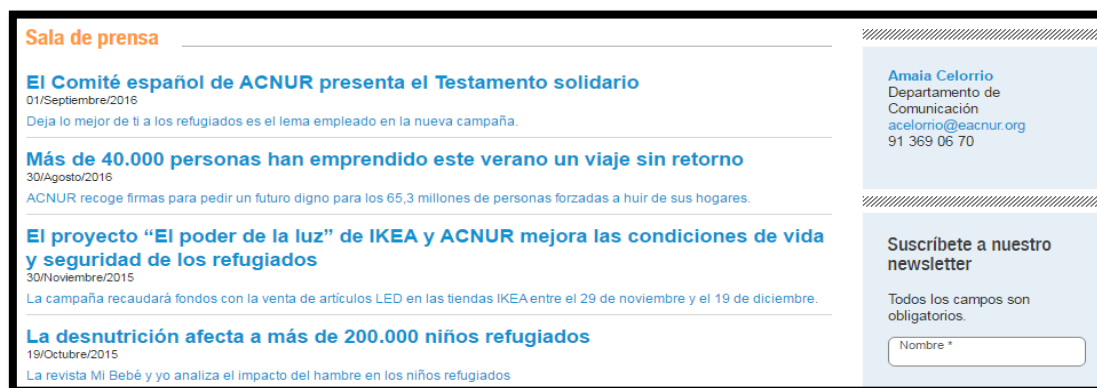 Sala de prensa
El Comité español de ACNUR presenta el Testamento solidario
01/Septiembre/2016
Deja lo mejor de ti a los refugiados es el lema empleado en la nueva campaña.
Más de 40.000 personas han emprendido este verano un viaje sin retorno
30/Agosto/2016
ACNUR recoge firmas para pedir un futuro digno para los 65,3 millones de personas forzadas a huir de sus hogares.
El proyecto “El poder de la luz” de IKEA y ACNUR mejora las condiciones de vida
y seguridad de los refugiados
30/Noviembre/2015
La campaña recaudará fondos con la venta de artículos LED en las tiendas IKEA entre el 29 de noviembre y el 19 de diciembre.
La desnutrición afecta a más de 200.000 niños refugiados
19/Octubre/2015
La revista Mi Bebé y yo analiza el impacto del hambre en los niños refugiados
Amaia Celorrio
Departamento de
Comunicación
acelorrio@eacnur.org
91 369 06 70
Suscríbete a nuestro
newsletter
Todos los campos son
obligatorios.
Nombre *